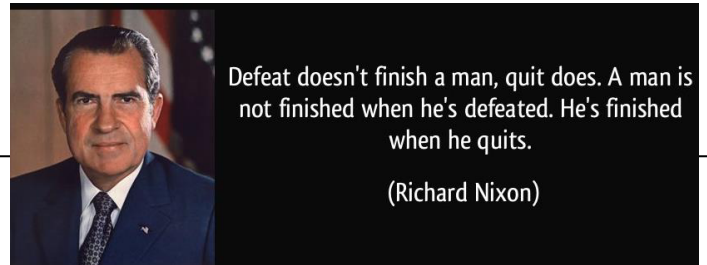 Defeat doesn't finish a man, quit does. A man is
not finished when he's defeated. He's finished
when he quits.
(Richard Nixon)